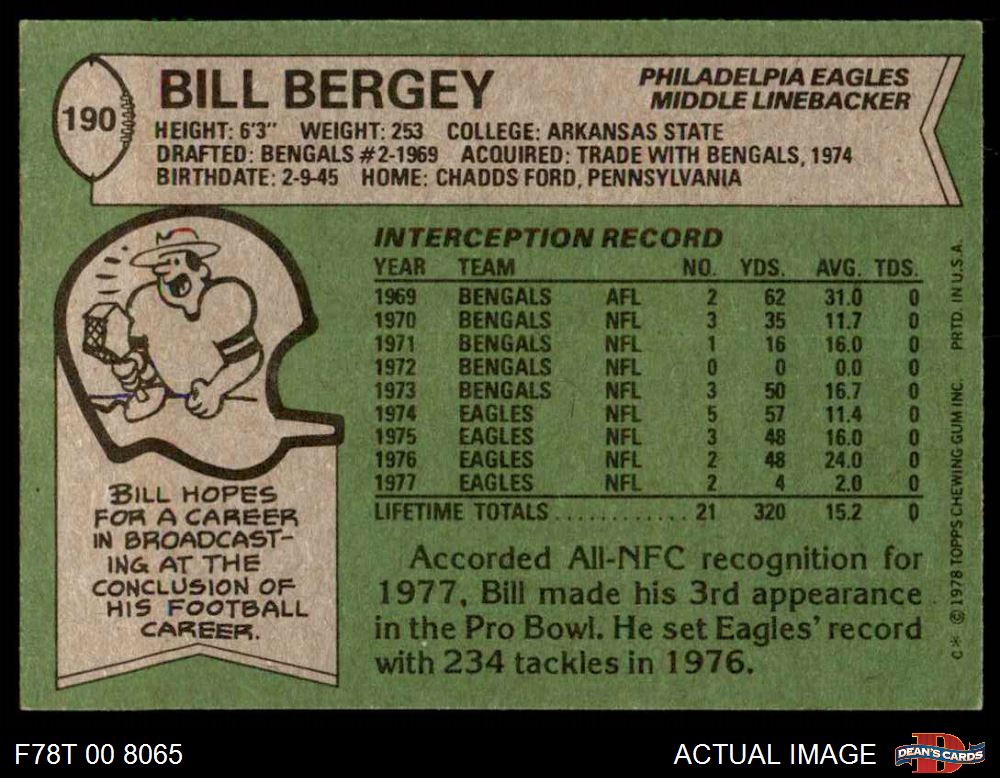 190
BILL BERGEY
PHILADELPIA EAGLES
MIDDLE LINEBACKER
HEIGHT: 6'3" WEIGHT: 253 COLLEGE: ARKANSAS STATE
DRAFTED: BENGALS #2-1969 ACQUIRED: TRADE WITH BENGALS, 1974
BIRTHDATE: 2-9-45 HOME: CHADDS FORD, PENNSYLVANIA
BILL HOPES
FOR A CAREER
IN BROADCAST-
ING AT THE
CONCLUSION OF
HIS FOOTBALL
CAREER.
INTERCEPTION RECORD
YEAR TEAM NO. YDS. AVG. TDS.
1969 BENGALS AFL 2 62 31.0 0
1970 BENGALS NFL 3 35 11.7 0
1971 BENGALS NFL 1 16 16.0 0
1972 BENGALS NFL 0 0 0.0 0
1973 BENGALS NFL 3 50 16.7 0
1974 EAGLES NFL 5 57 11.4 0
1975 EAGLES NFL 3 48 16.0 0
1976 EAGLES NFL 2 48 24.0 0
1977 EAGLES NFL 2 4 2.0 0
LIFETIME TOTALS ............ 21 320 15.2 0
Accorded All-NFC recognition for
1977, Bill made his 3rd appearance
in the Pro Bowl. He set Eagles' record
with 234 tackles in 1976.
C* © 1978 TOPPS CHEWING GUM INC. PRTD. IN U.S.A.
F78T 00 8065
ACTUAL IMAGE
DEAN'S CARDS